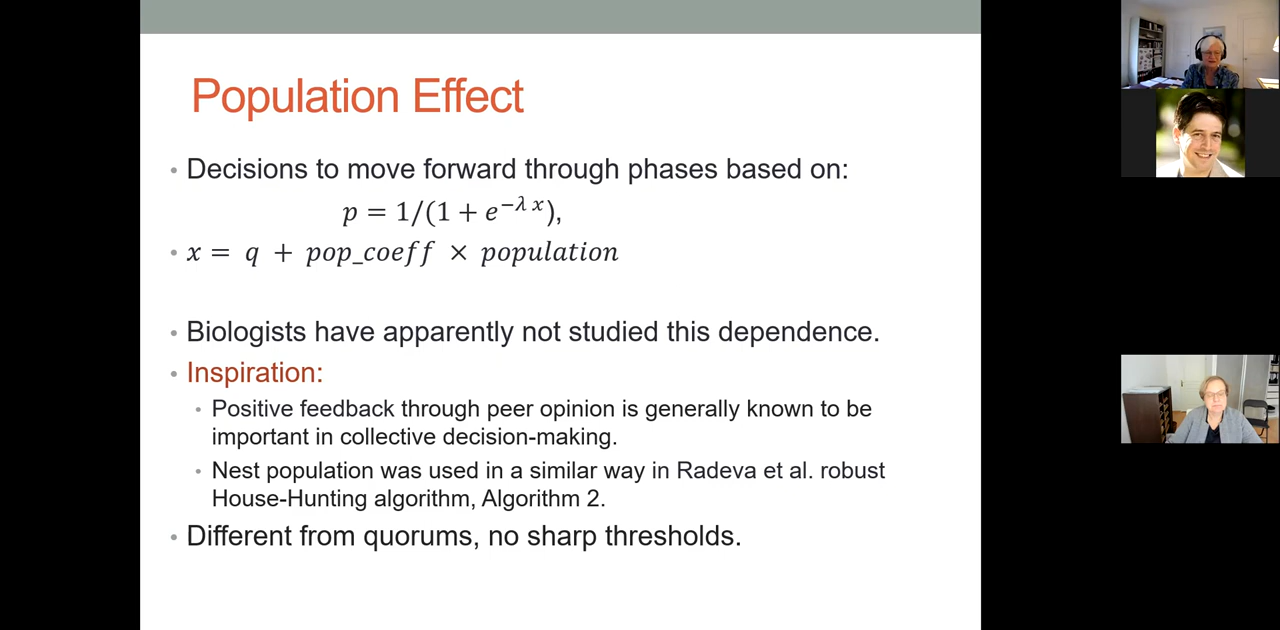 Population Effect
• Decisions to move forward through phases based on:
p = 1/(1 + e^{−λ x}),
• x = q + pop_coeff × population
• Biologists have apparently not studied this dependence.
• Inspiration:
• Positive feedback through peer opinion is generally known to be
important in collective decision-making.
• Nest population was used in a similar way in Radeva et al. robust
House-Hunting algorithm, Algorithm 2.
• Different from quorums, no sharp thresholds.